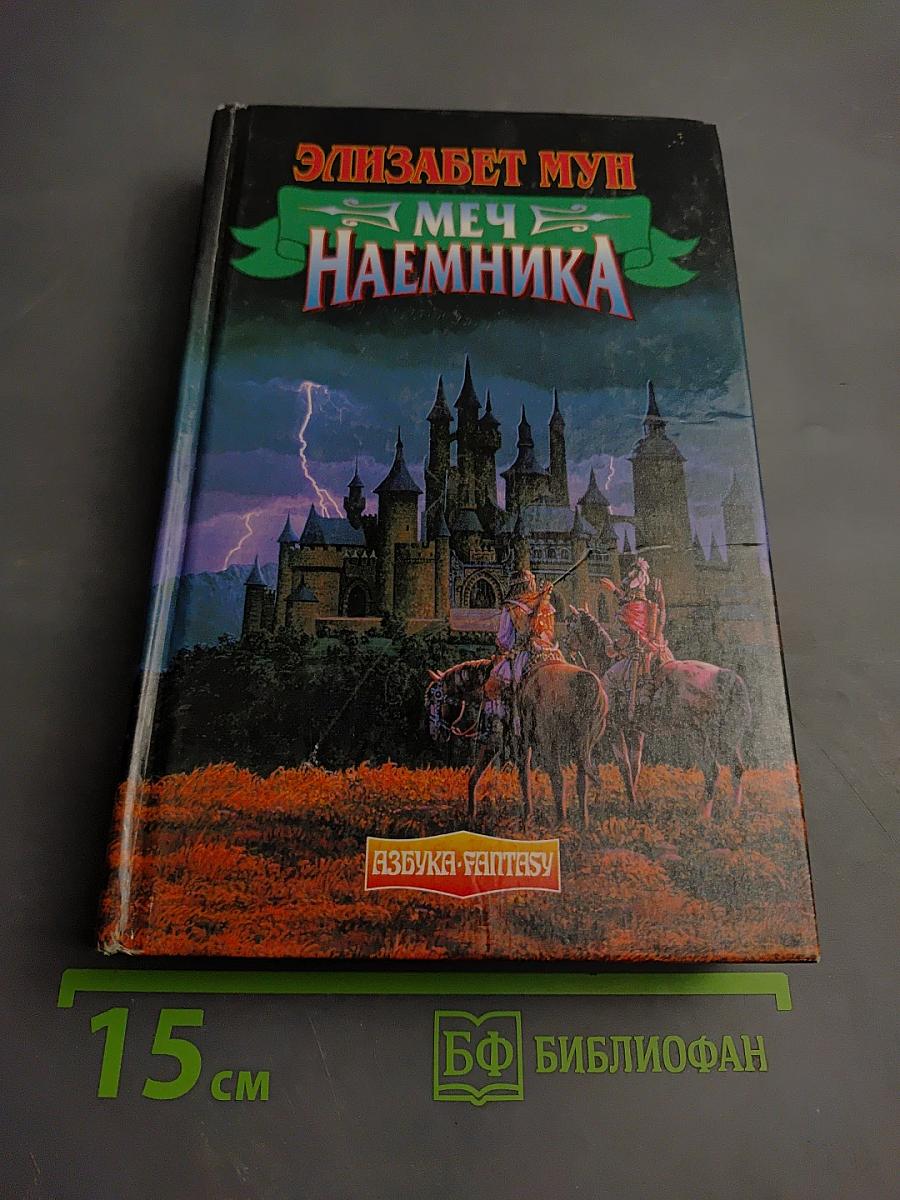 ЭЛИЗАБЕТ МУН
МЕЧ
НАЕМНИКА
АЗБУКА·FANTASY
15 см
БФ БИБЛИОФАН